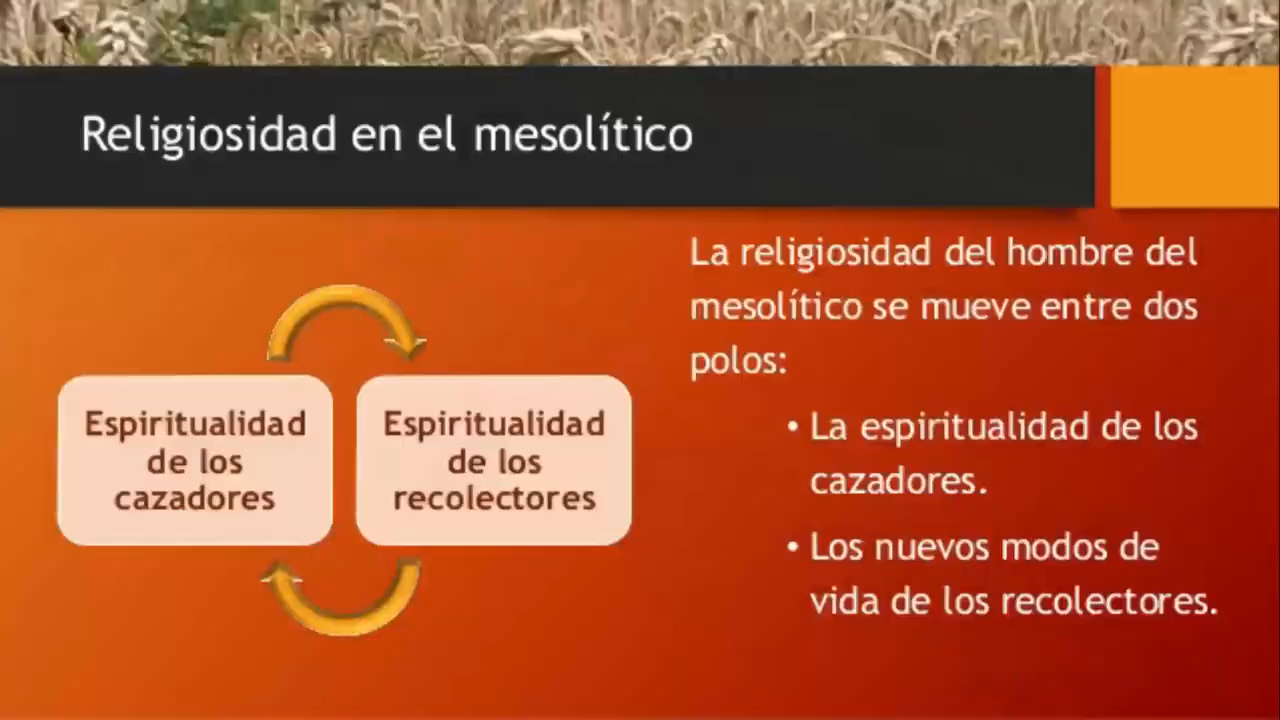 Religiosidad en el mesolítico
Espiritualidad
de los
cazadores
Espiritualidad
de los
recolectores
La religiosidad del hombre del
mesolítico se mueve entre dos
polos:
• La espiritualidad de los
cazadores.
• Los nuevos modos de
vida de los recolectores.